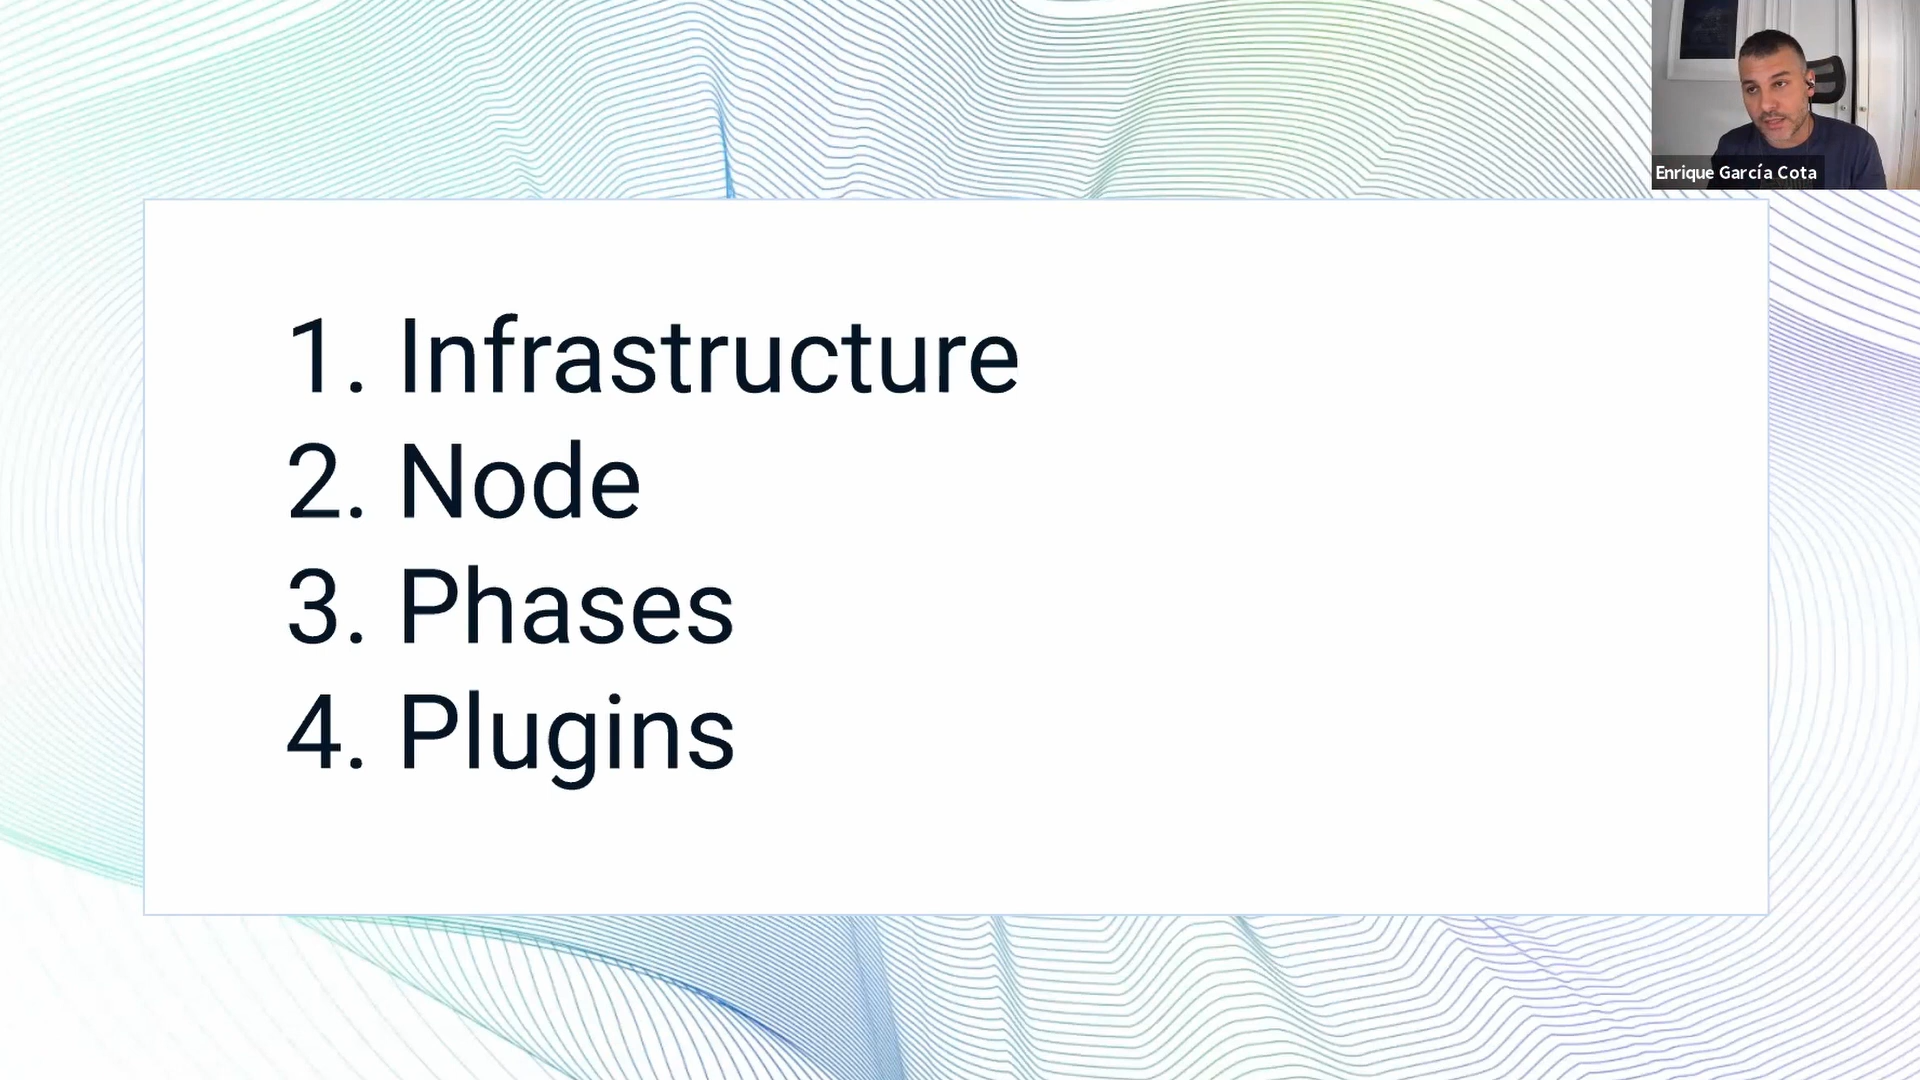 Enrique García Cota
1. Infrastructure
2. Node
3. Phases
4. Plugins